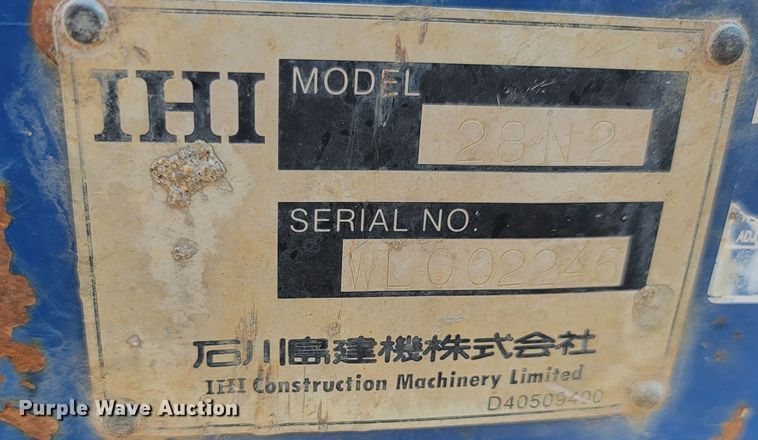 IHI
MODEL
28N2
SERIAL NO.
WL002246
石川島建機株式会社
IHI Construction Machinery Limited
D40509400
ADJ
Purple Wave Auction